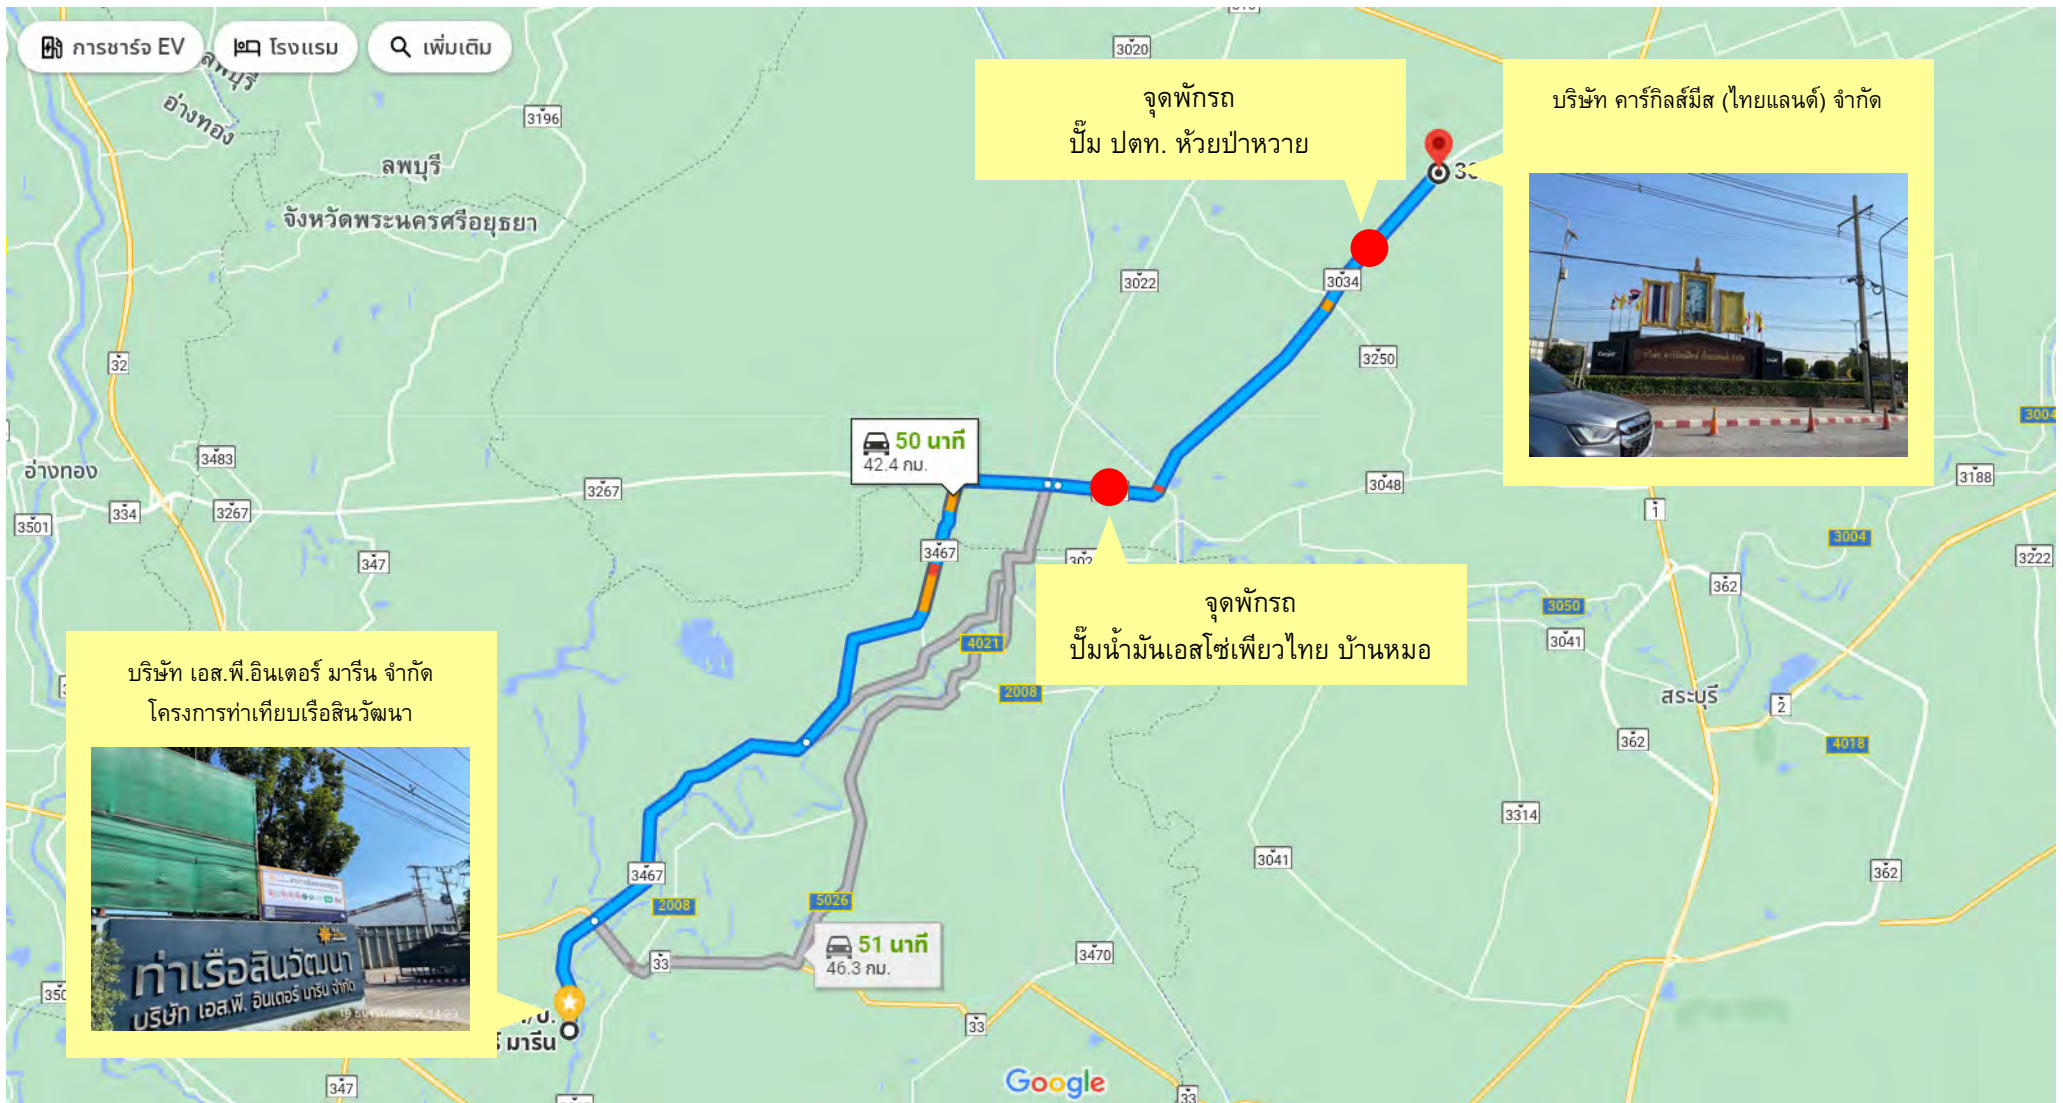 การชาร์จ EV
โรงแรม
เพิ่มเติม
ลพบุรี
อ่างทอง
3196
3020
ลพบุรี
จังหวัดพระนครศรีอยุธยา
จุดพักรถ
ปั๊ม ปตท. ห้วยป่าหวาย
บริษัท คาร์กิลส์มีส (ไทยแลนด์) จำกัด
3022
3034
3250
32
3004
50 นาที
42.4 กม.
อ่างทอง
3483
3267
3048
3188
3501
334
3267
1
347
3467
3004
3222
362
จุดพักรถ
ปั๊มน้ำมันเอสโซ่เพียวไทย บ้านหมอ
3050
3041
4021
2008
สระบุรี
2
362
4018
บริษัท เอส.พี.อินเตอร์ มารีน จำกัด
โครงการท่าเทียบเรือสินวัฒนา
ท่าเรือสินวัฒนา
บริษัท เอส.พี. อินเตอร์ มารีน จำกัด
3314
3041
362
3467
2008
5026
51 นาที
46.3 กม.
33
3470
33
มารีน
347
33
Google